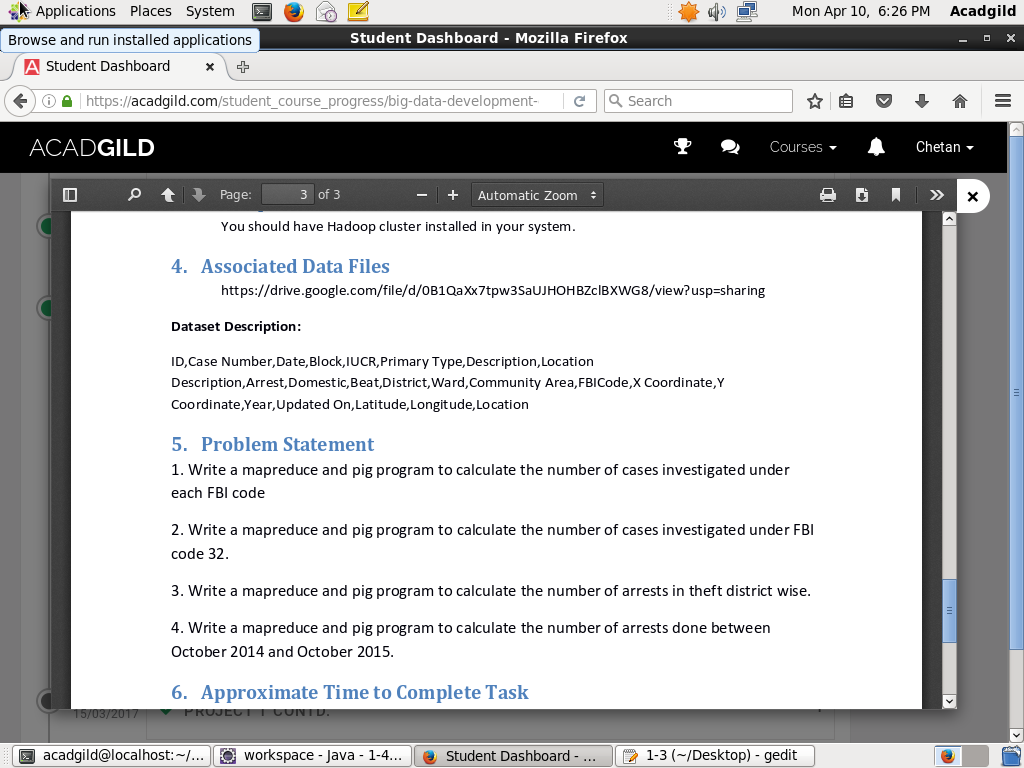 Applications Places System Mon Apr 10, 6:26 PM Acadgild
Browse and run installed applications
Student Dashboard - Mozilla Firefox
Student Dashboard
https://acadgild.com/student_course_progress/big-data-development- Search
ACADGILD Courses Chetan
Page: 3 of 3 Automatic Zoom
You should have Hadoop cluster installed in your system.
4. Associated Data Files
https://drive.google.com/file/d/0B1QaXx7tpw3SaUJHOHBZclBXWG8/view?usp=sharing
Dataset Description:
ID,Case Number,Date,Block,IUCR,Primary Type,Description,Location
Description,Arrest,Domestic,Beat,District,Ward,Community Area,FBICode,X Coordinate,Y
Coordinate,Year,Updated On,Latitude,Longitude,Location
5. Problem Statement
1. Write a mapreduce and pig program to calculate the number of cases investigated under
each FBI code
2. Write a mapreduce and pig program to calculate the number of cases investigated under FBI
code 32.
3. Write a mapreduce and pig program to calculate the number of arrests in theft district wise.
4. Write a mapreduce and pig program to calculate the number of arrests done between
October 2014 and October 2015.
6. Approximate Time to Complete Task
15/03/2017 PROJECT 1 CONTD.
acadgild@localhost:~/... workspace - Java - 1-4... Student Dashboard - ... 1-3 (~/Desktop) - gedit